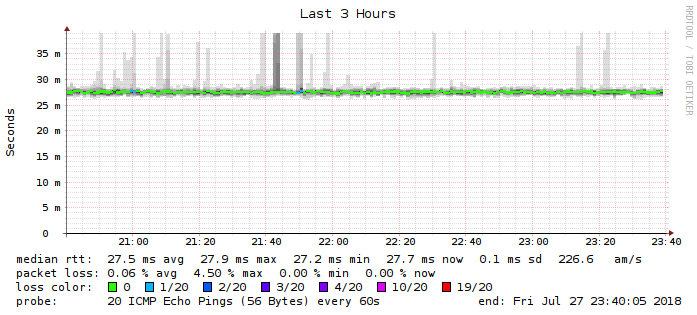 Last 3 Hours
RRDTOOL / TOBI OETIKER
Seconds
35 m
30 m
25 m
20 m
15 m
10 m
5 m
0
21:00 21:20 21:40 22:00 22:20 22:40 23:00 23:20 23:40
median rtt: 27.5 ms avg 27.9 ms max 27.2 ms min 27.7 ms now 0.1 ms sd 226.6 am/s
packet loss: 0.06 % avg 4.50 % max 0.00 % min 0.00 % now
loss color: 0 1/20 2/20 3/20 4/20 10/20 19/20
probe: 20 ICMP Echo Pings (56 Bytes) every 60s end: Fri Jul 27 23:40:05 2018